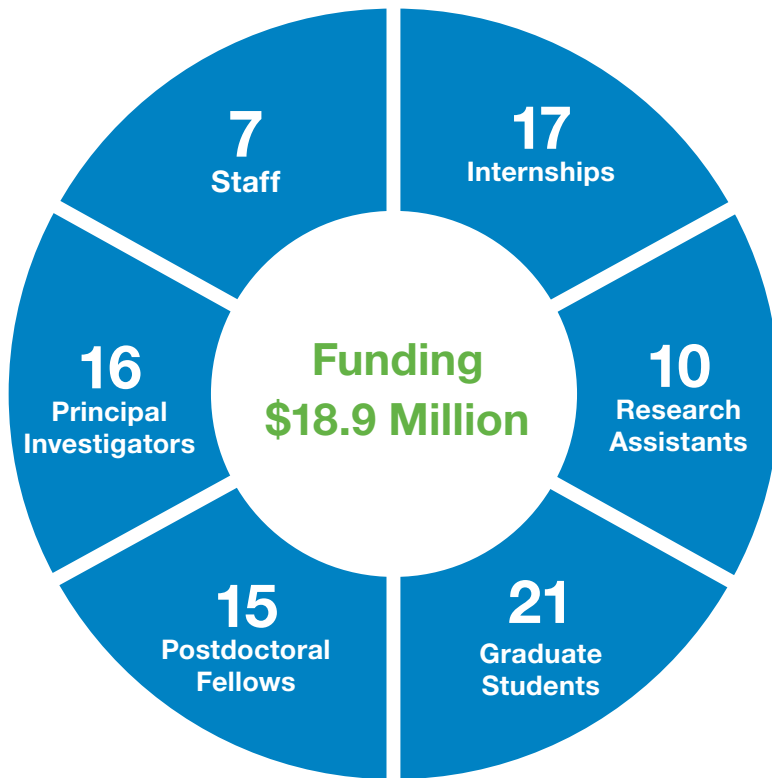 7
Staff
17
Internships
16
Principal
Investigators
Funding
$18.9 Million
10
Research
Assistants
15
Postdoctoral
Fellows
21
Graduate
Students